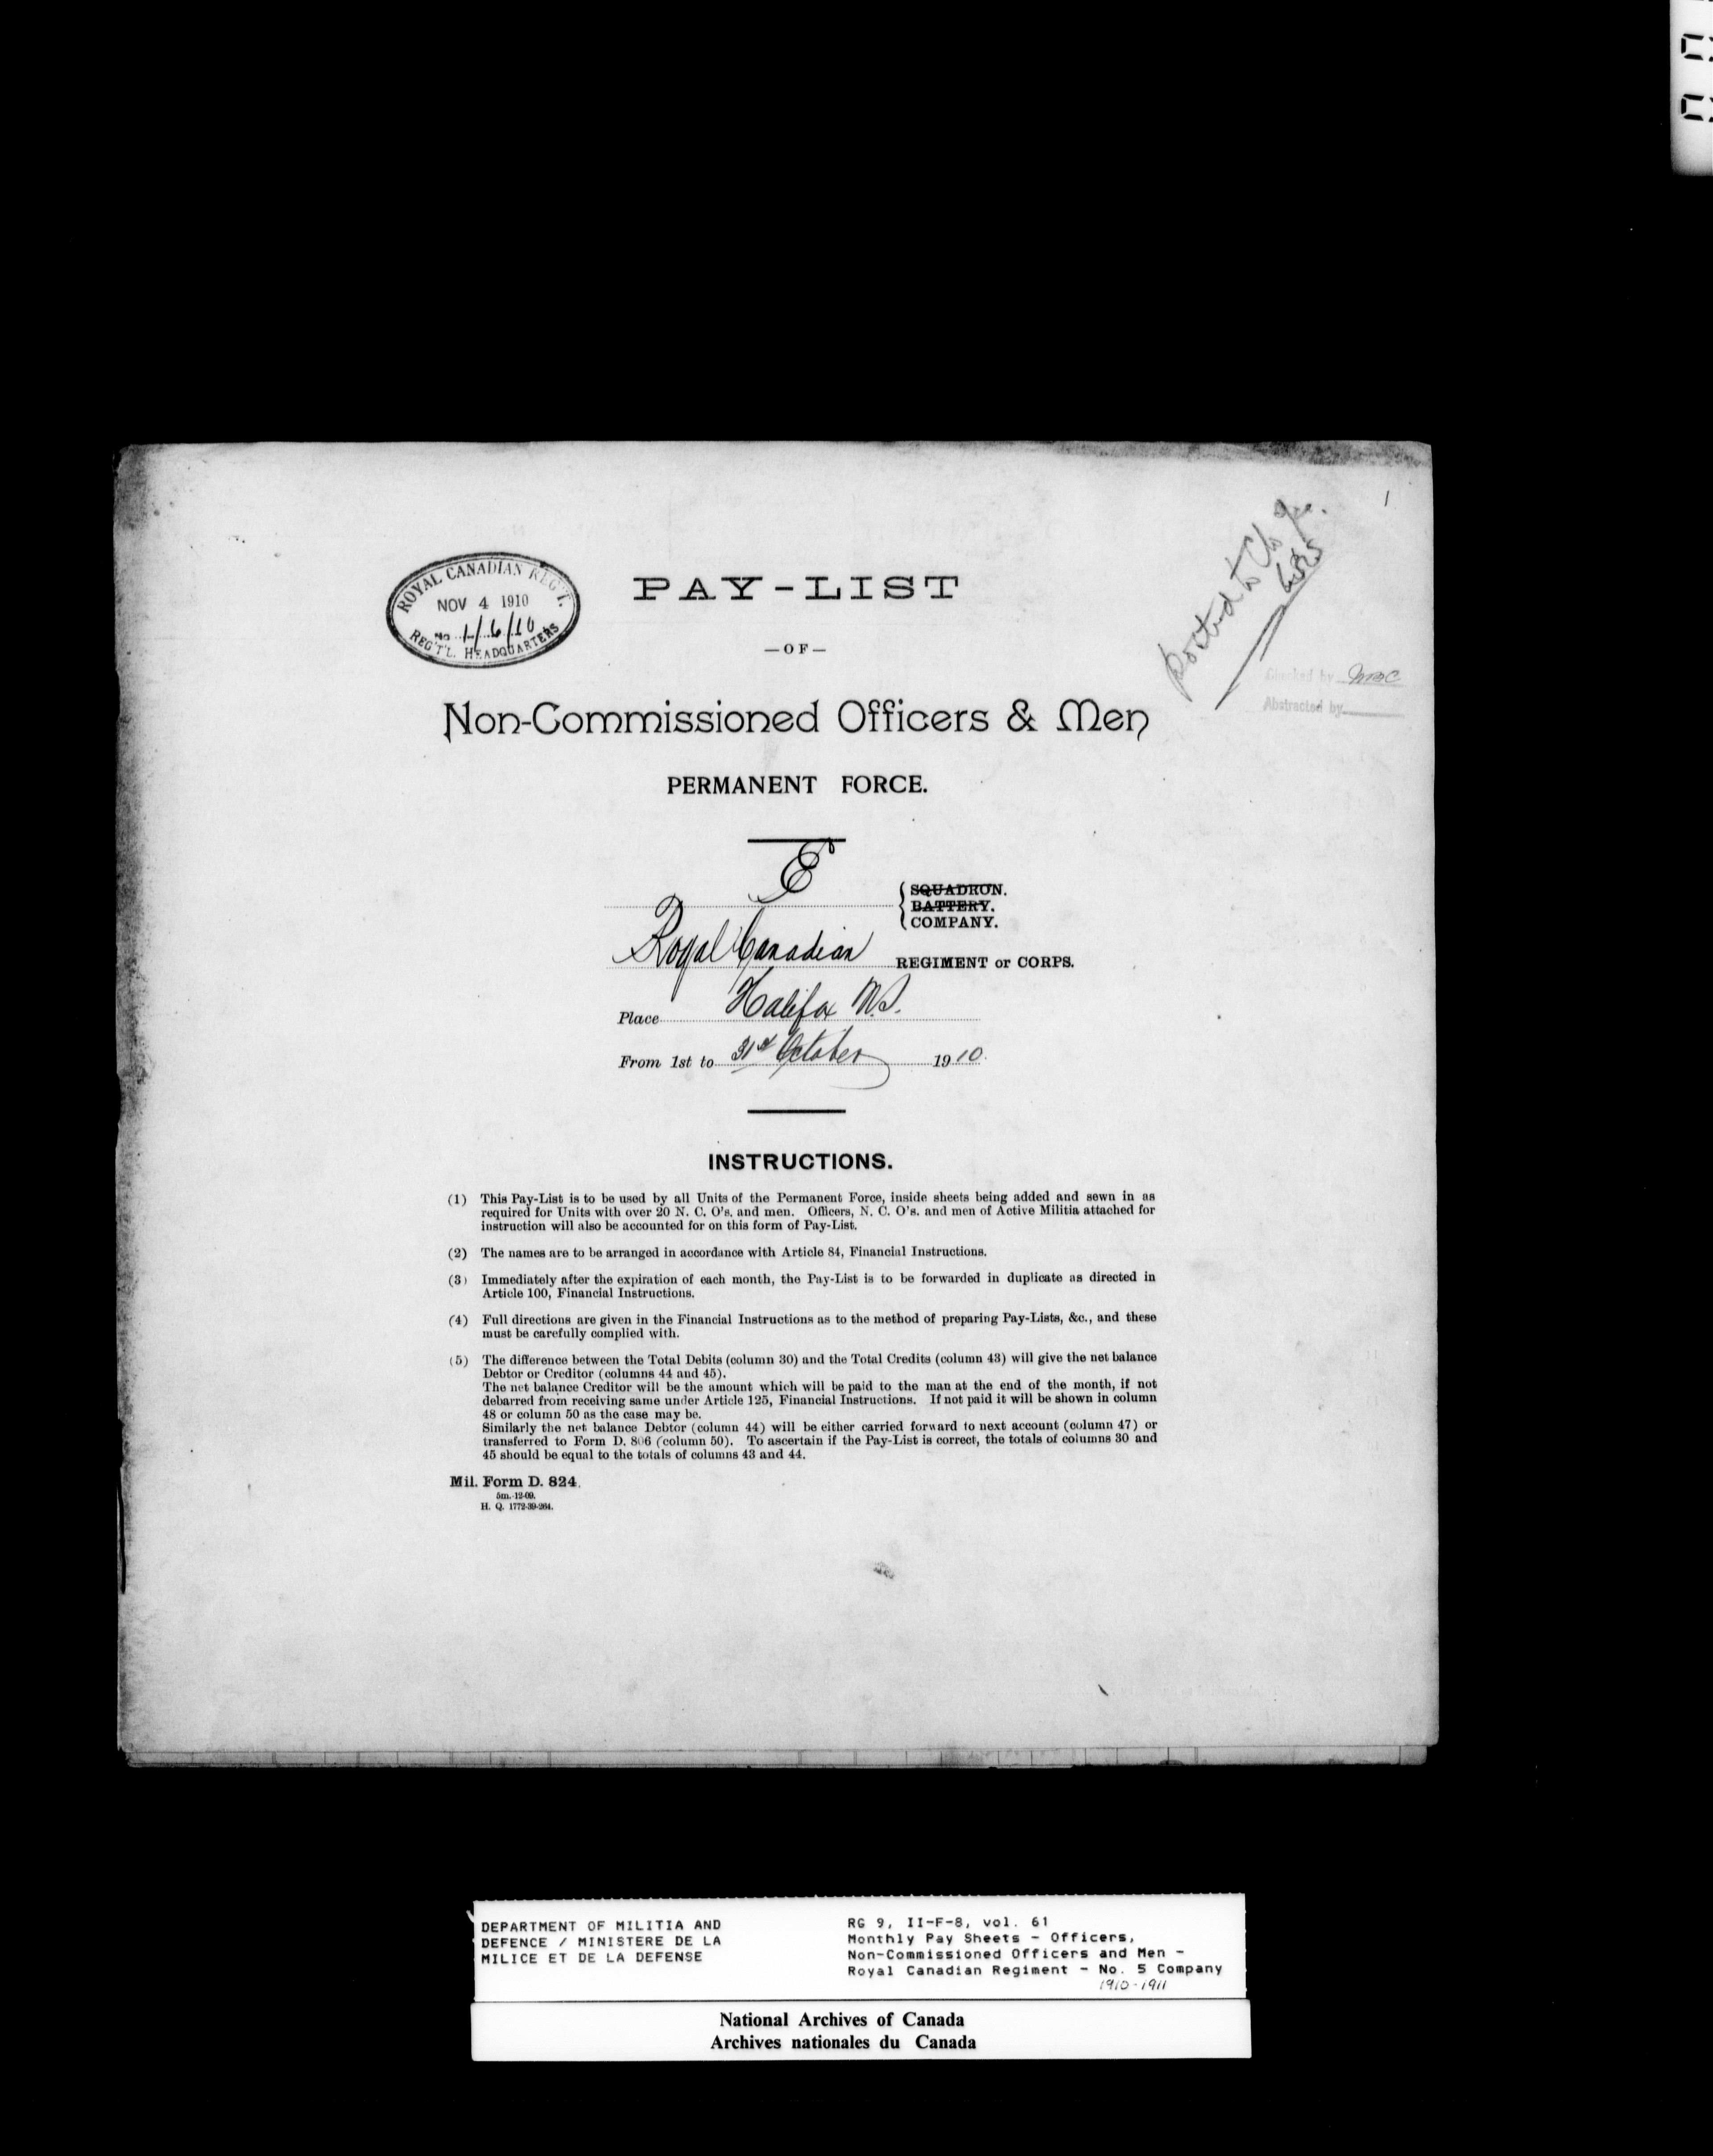 1
ROYAL CANADIAN REG'T.
NOV 4 1910
No. 1/6/10
REG'T'L. HEADQUARTERS
PAY-LIST
—OF—
Posted to
Checked by
Abstracted by
Non-Commissioned Officers & Men
PERMANENT FORCE.
E
SQUADRON.
BATTERY.
COMPANY.
Royal Canadian REGIMENT or CORPS.
Place Halifax N.S.
From 1st to 31st October 1910.
INSTRUCTIONS.
(1) This Pay-List is to be used by all Units of the Permanent Force, inside sheets being added and sewn in as
required for Units with over 20 N. C. O's. and men. Officers, N. C. O's. and men of Active Militia attached for
instruction will also be accounted for on this form of Pay-List.
(2) The names are to be arranged in accordance with Article 84, Financial Instructions.
(3) Immediately after the expiration of each month, the Pay-List is to be forwarded in duplicate as directed in
Article 100, Financial Instructions.
(4) Full directions are given in the Financial Instructions as to the method of preparing Pay-Lists, &c., and these
must be carefully complied with.
(5) The difference between the Total Debits (column 30) and the Total Credits (column 43) will give the net balance
Debtor or Creditor (columns 44 and 45).
The net balance Creditor will be the amount which will be paid to the man at the end of the month, if not
debarred from receiving same under Article 125, Financial Instructions. If not paid it will be shown in column
48 or column 50 as the case may be.
Similarly the net balance Debtor (column 44) will be either carried forward to next account (column 47) or
transferred to Form D. 806 (column 50). To ascertain if the Pay-List is correct, the totals of columns 30 and
45 should be equal to the totals of columns 43 and 44.
Mil. Form D. 824.
5m.-12-09.
H. Q. 1772-39-264.
DEPARTMENT OF MILITIA AND
DEFENCE / MINISTERE DE LA
MILICE ET DE LA DEFENSE
RG 9, II-F-8, vol. 61
Monthly Pay Sheets - Officers,
Non-Commissioned Officers and Men -
Royal Canadian Regiment - No. 5 Company
1910-1911
National Archives of Canada
Archives nationales du Canada